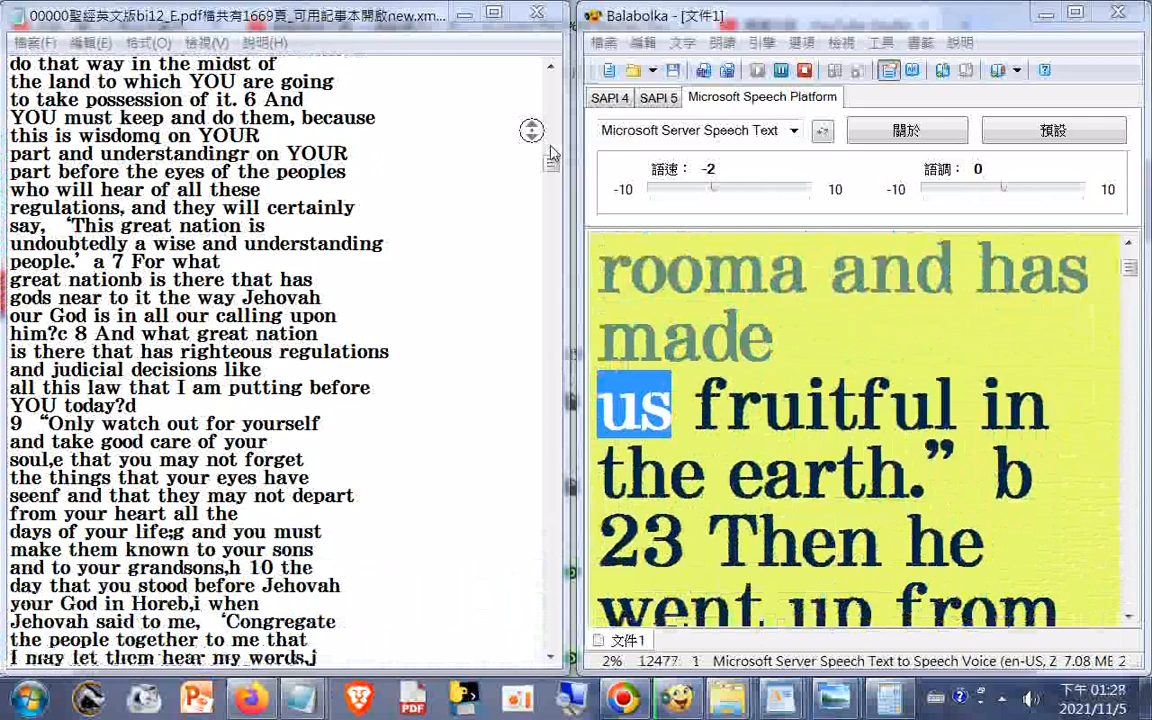 00000聖經英文版bi12_E.pdf檔共有1669頁_可用記事本開啟new.xm...
檔案(F) 編輯(E) 格式(O) 檢視(V) 說明(H)
do that way in the midst of
the land to which YOU are going
to take possession of it. 6 And
YOU must keep and do them, because
this is wisdomq on YOUR
part and understandingr on YOUR
part before the eyes of the peoples
who will hear of all these
regulations, and they will certainly
say, ‘This great nation is
undoubtedly a wise and understanding
people.’ a 7 For what
great nationb is there that has
gods near to it the way Jehovah
our God is in all our calling upon
him?c 8 And what great nation
is there that has righteous regulations
and judicial decisions like
all this law that I am putting before
YOU today?d
9 “Only watch out for yourself
and take good care of your
soul,e that you may not forget
the things that your eyes have
seenf and that they may not depart
from your heart all the
days of your life;g and you must
make them known to your sons
and to your grandsons,h 10 the
day that you stood before Jehovah
your God in Horeb,i when
Jehovah said to me, ‘Congregate
the people together to me that
I may let them hear my words,j
Balabolka - [文件1]
檔案 編輯 文字 朗讀 引擎 選項 檢視 工具 書籤 說明
SAPI 4 SAPI 5 Microsoft Speech Platform
Microsoft Server Speech Text 關於 預設
語速： -2 語調： 0
-10 10 -10 10
rooma and has
made
us fruitful in
the earth.” b
23 Then he
went up from
文件1
2% 12477: 1 Microsoft Server Speech Text to Speech Voice (en-US, Z 7.08 MB 2
PDF
下午 01:28
2021/11/5